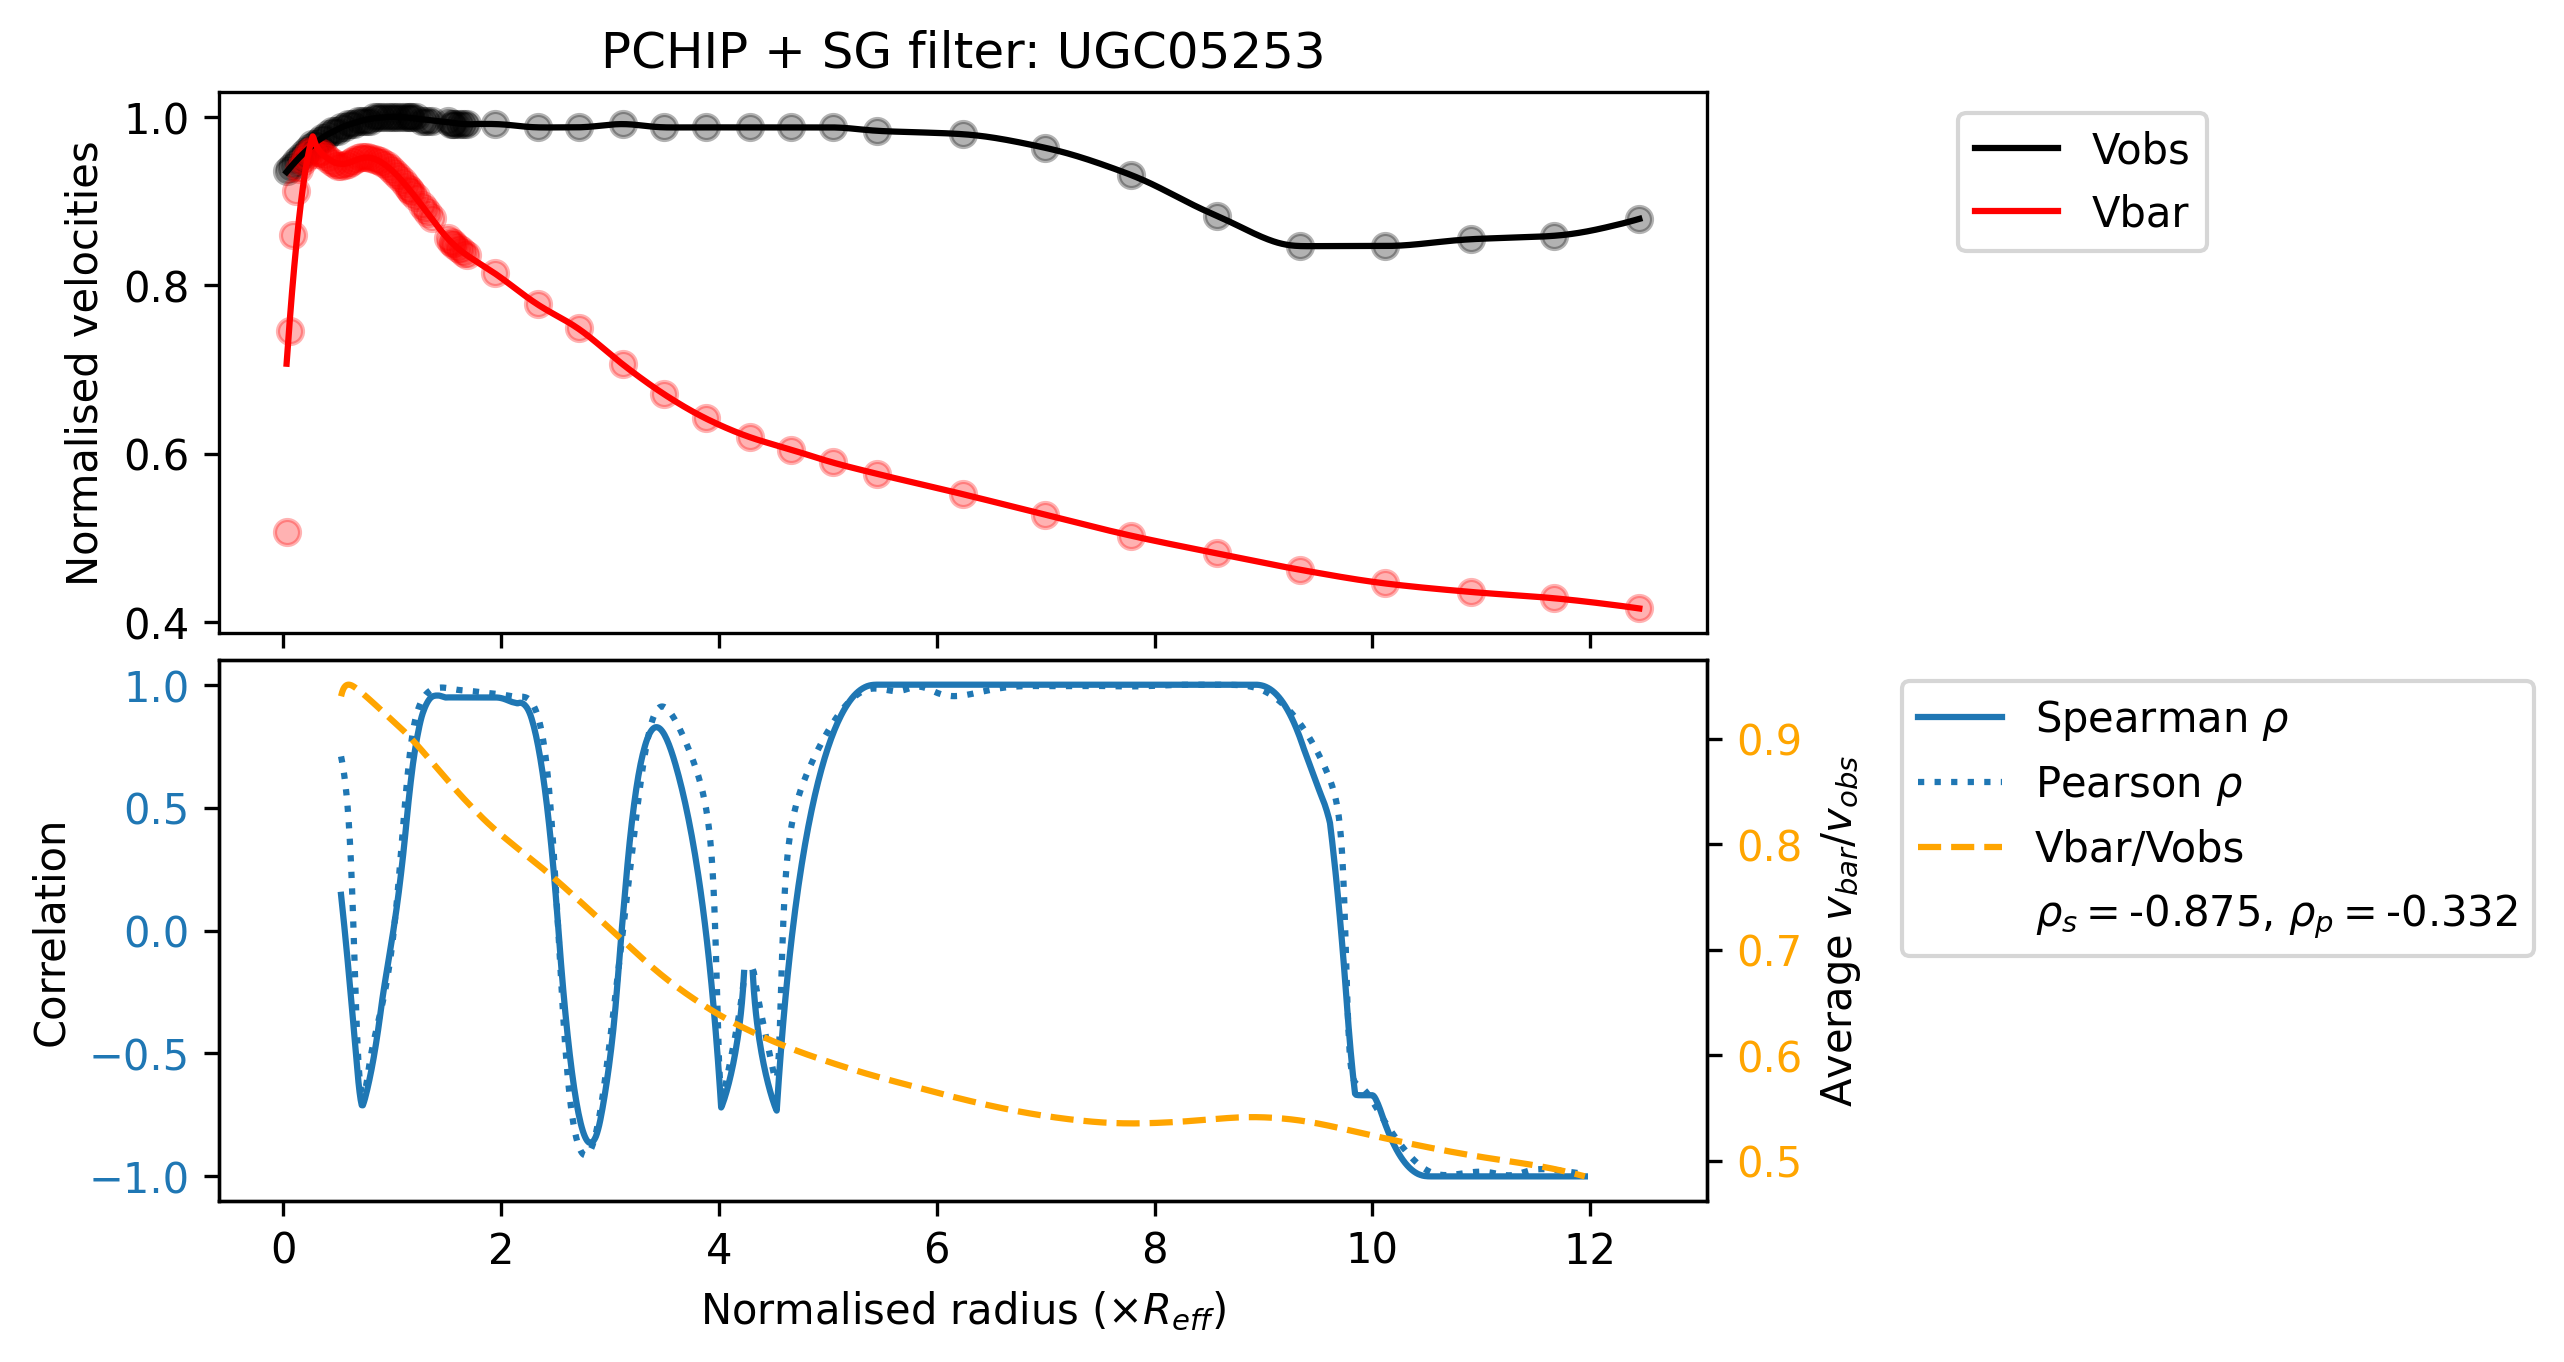 PCHIP + SG filter: UGC05253
Normalised velocities
1.0
0.8
0.6
0.4
Vobs
Vbar
Correlation
1.0
0.5
0.0
−0.5
−1.0
0
2
4
6
8
10
12
Normalised radius (×R_eff)
0.9
0.8
0.7
0.6
0.5
Average v_bar/v_obs
Spearman ρ
Pearson ρ
Vbar/Vobs
ρ_s = -0.875, ρ_p = -0.332